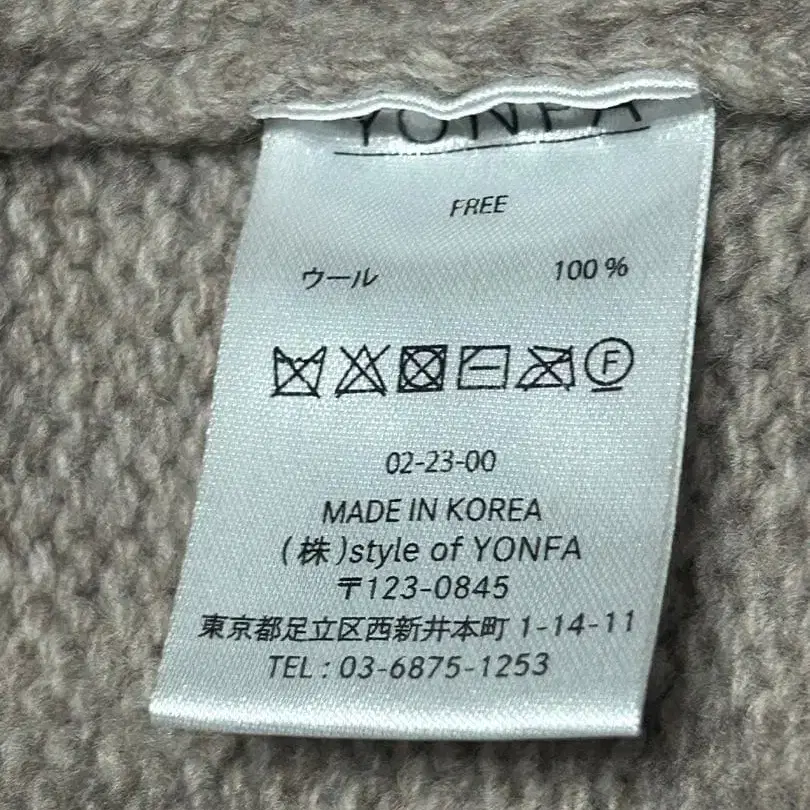 YONFA
FREE
ウール 100 %
F
02-23-00
MADE IN KOREA
(株)style of YONFA
〒123-0845
東京都足立区西新井本町 1-14-11
TEL : 03-6875-1253